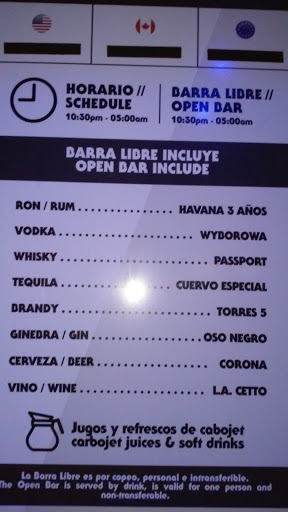 HORARIO //
SCHEDULE
10:30pm - 05:00am
BARRA LIBRE //
OPEN BAR
10:30pm - 05:00am
BARRA LIBRE INCLUYE
OPEN BAR INCLUDE
RON / RUM . . . . . . . . . . . . . . HAVANA 3 AÑOS
VODKA . . . . . . . . . . . . . . . . . . . . WYBOROWA
WHISKY . . . . . . . . . . . . . . . . . . . . . PASSPORT
TEQUILA . . . . . . . . . . . . . . . . CUERVO ESPECIAL
BRANDY . . . . . . . . . . . . . . . . . . . . . TORRES 5
GINEBRA / GIN . . . . . . . . . . . . . . . OSO NEGRO
CERVEZA / BEER . . . . . . . . . . . . . . . . CORONA
VINO / WINE . . . . . . . . . . . . . . . . . L.A. CETTO
Jugos y refrescos de cabojet
carbojet juices & soft drinks
La Barra Libre es por copeo, personal e intransferible.
The Open Bar is served by drink, is valid for one person and
non-transferable.